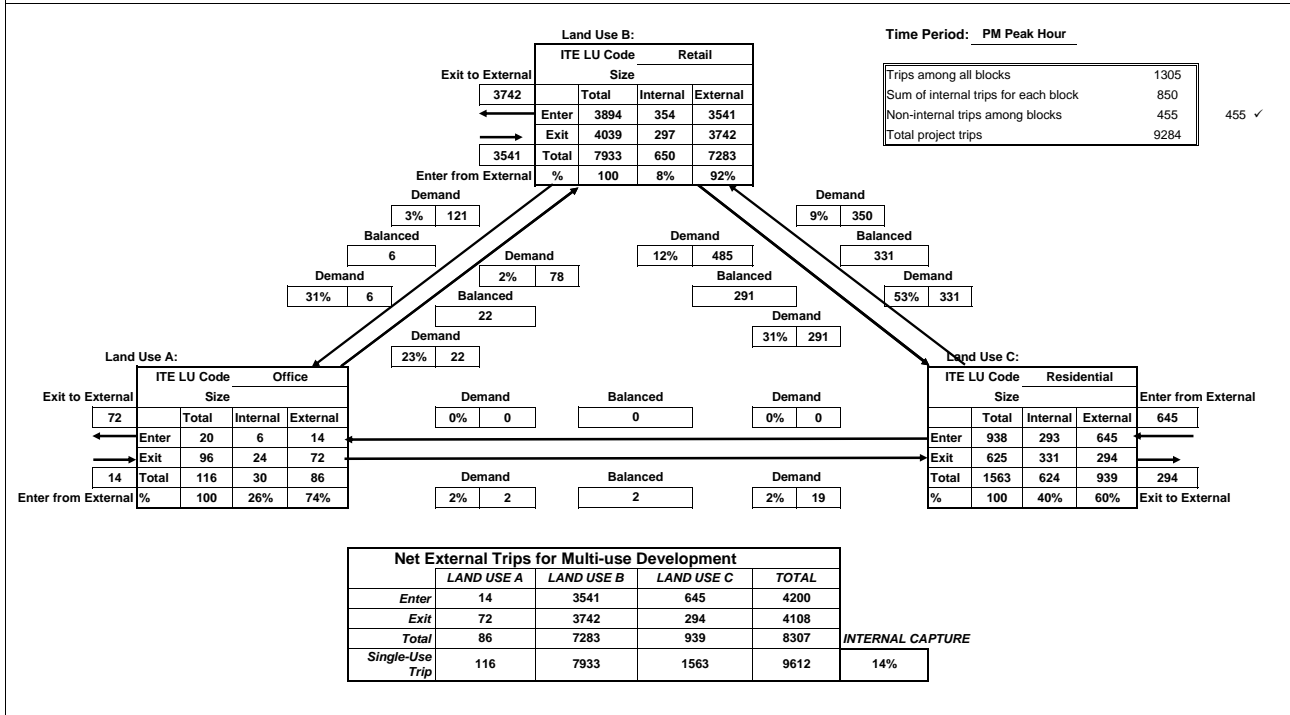 Land Use B:
Time Period: PM Peak Hour
ITE LU Code Retail
Exit to External Size
Trips among all blocks 1305
3742 Total Internal External
Sum of internal trips for each block 850
Enter 3894 354 3541
Non-internal trips among blocks 455 455 ✓
Exit 4039 297 3742
Total project trips 9284
3541 Total 7933 650 7283
Enter from External % 100 8% 92%
Demand Demand
3% 121 9% 350
Balanced Demand Balanced
6 Demand 12% 485 331
Demand 2% 78 Balanced Demand
31% 6 Balanced 291 53% 331
22 Demand
Demand 31% 291
23% 22
Land Use A: Land Use C:
ITE LU Code Office ITE LU Code Residential
Exit to External Size Demand Balanced Demand Size Enter from External
72 Total Internal External 0% 0 0 0% 0 Total Internal External 645
Enter 20 6 14 Enter 938 293 645
Exit 96 24 72 Exit 625 331 294
14 Total 116 30 86 Demand Balanced Demand Total 1563 624 939 294
Enter from External % 100 26% 74% 2% 2 2 2% 19 % 100 40% 60% Exit to External
Net External Trips for Multi-use Development
LAND USE A LAND USE B LAND USE C TOTAL
Enter 14 3541 645 4200
Exit 72 3742 294 4108
Total 86 7283 939 8307 INTERNAL CAPTURE
Single-Use
Trip 116 7933 1563 9612 14%